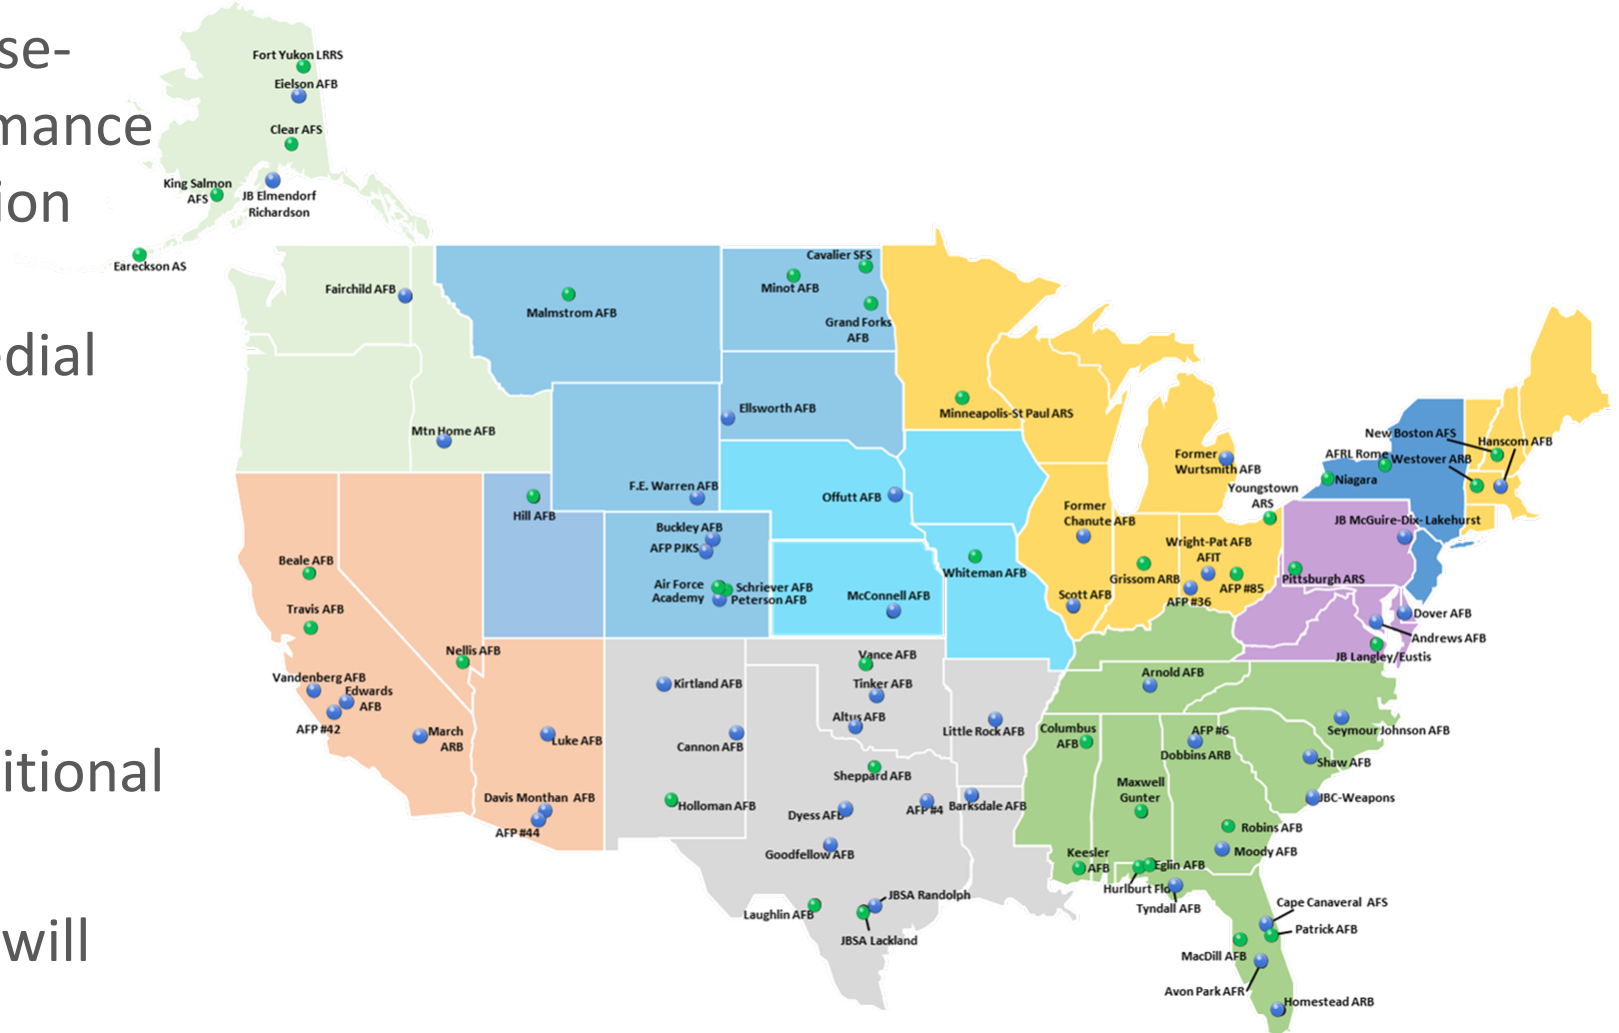 se-
mance
ion
edial
itional
will
Fort Yukon LRRS
Eielson AFB
Clear AFS
King Salmon
AFS
JB Elmendorf
Richardson
Eareckson AS
Fairchild AFB
Mtn Home AFB
Malmstrom AFB
Cavalier SFS
Minot AFB
Grand Forks
AFB
Ellsworth AFB
F.E. Warren AFB
Hill AFB
Buckley AFB
AFP PJKS
Air Force
Academy
Schriever AFB
Peterson AFB
Offutt AFB
McConnell AFB
Whiteman AFB
Minneapolis-St Paul ARS
Former
Wurtsmith AFB
Former
Chanute AFB
Scott AFB
Grissom ARB
Wright-Pat AFB
AFIT
AFP #85
AFP #36
Youngstown
ARS
New Boston AFS
Hanscom AFB
AFRL Rome
Westover ARB
Niagara
JB McGuire-Dix- Lakehurst
Pittsburgh ARS
Dover AFB
Andrews AFB
JB Langley/Eustis
Beale AFB
Travis AFB
Nellis AFB
Vandenberg AFB
Edwards
AFB
AFP #42
March
ARB
Luke AFB
Davis Monthan AFB
AFP #44
Kirtland AFB
Cannon AFB
Holloman AFB
Vance AFB
Tinker AFB
Altus AFB
Sheppard AFB
Dyess AFB
AFP #4
Goodfellow AFB
Laughlin AFB
JBSA Randolph
JBSA Lackland
Little Rock AFB
Barksdale AFB
Arnold AFB
Columbus
AFB
AFP #6
Dobbins ARB
Maxwell
Gunter
Seymour Johnson AFB
Shaw AFB
JBC-Weapons
Robins AFB
Moody AFB
Keesler
AFB
Eglin AFB
Hurlburt Fld
Tyndall AFB
Cape Canaveral AFS
Patrick AFB
MacDill AFB
Avon Park AFR
Homestead ARB